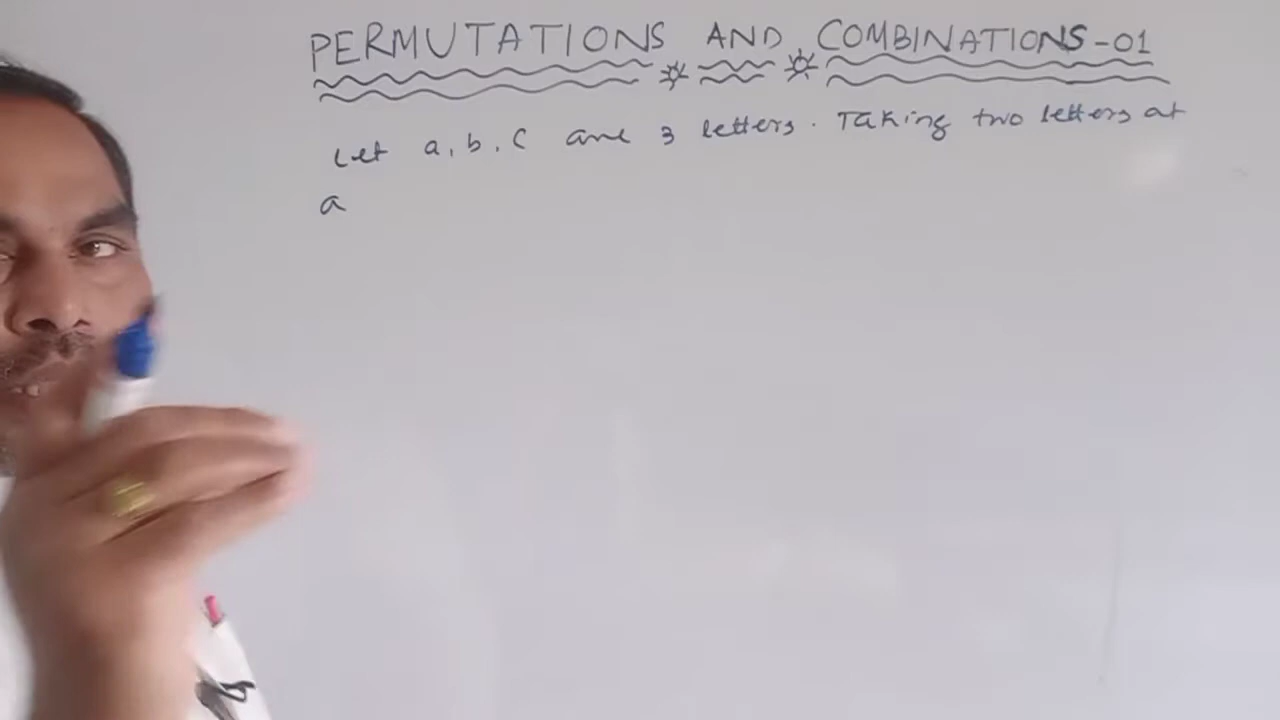 PERMUTATIONS AND COMBINATIONS-01
Let a, b, c are 3 letters. Taking two letters at
a